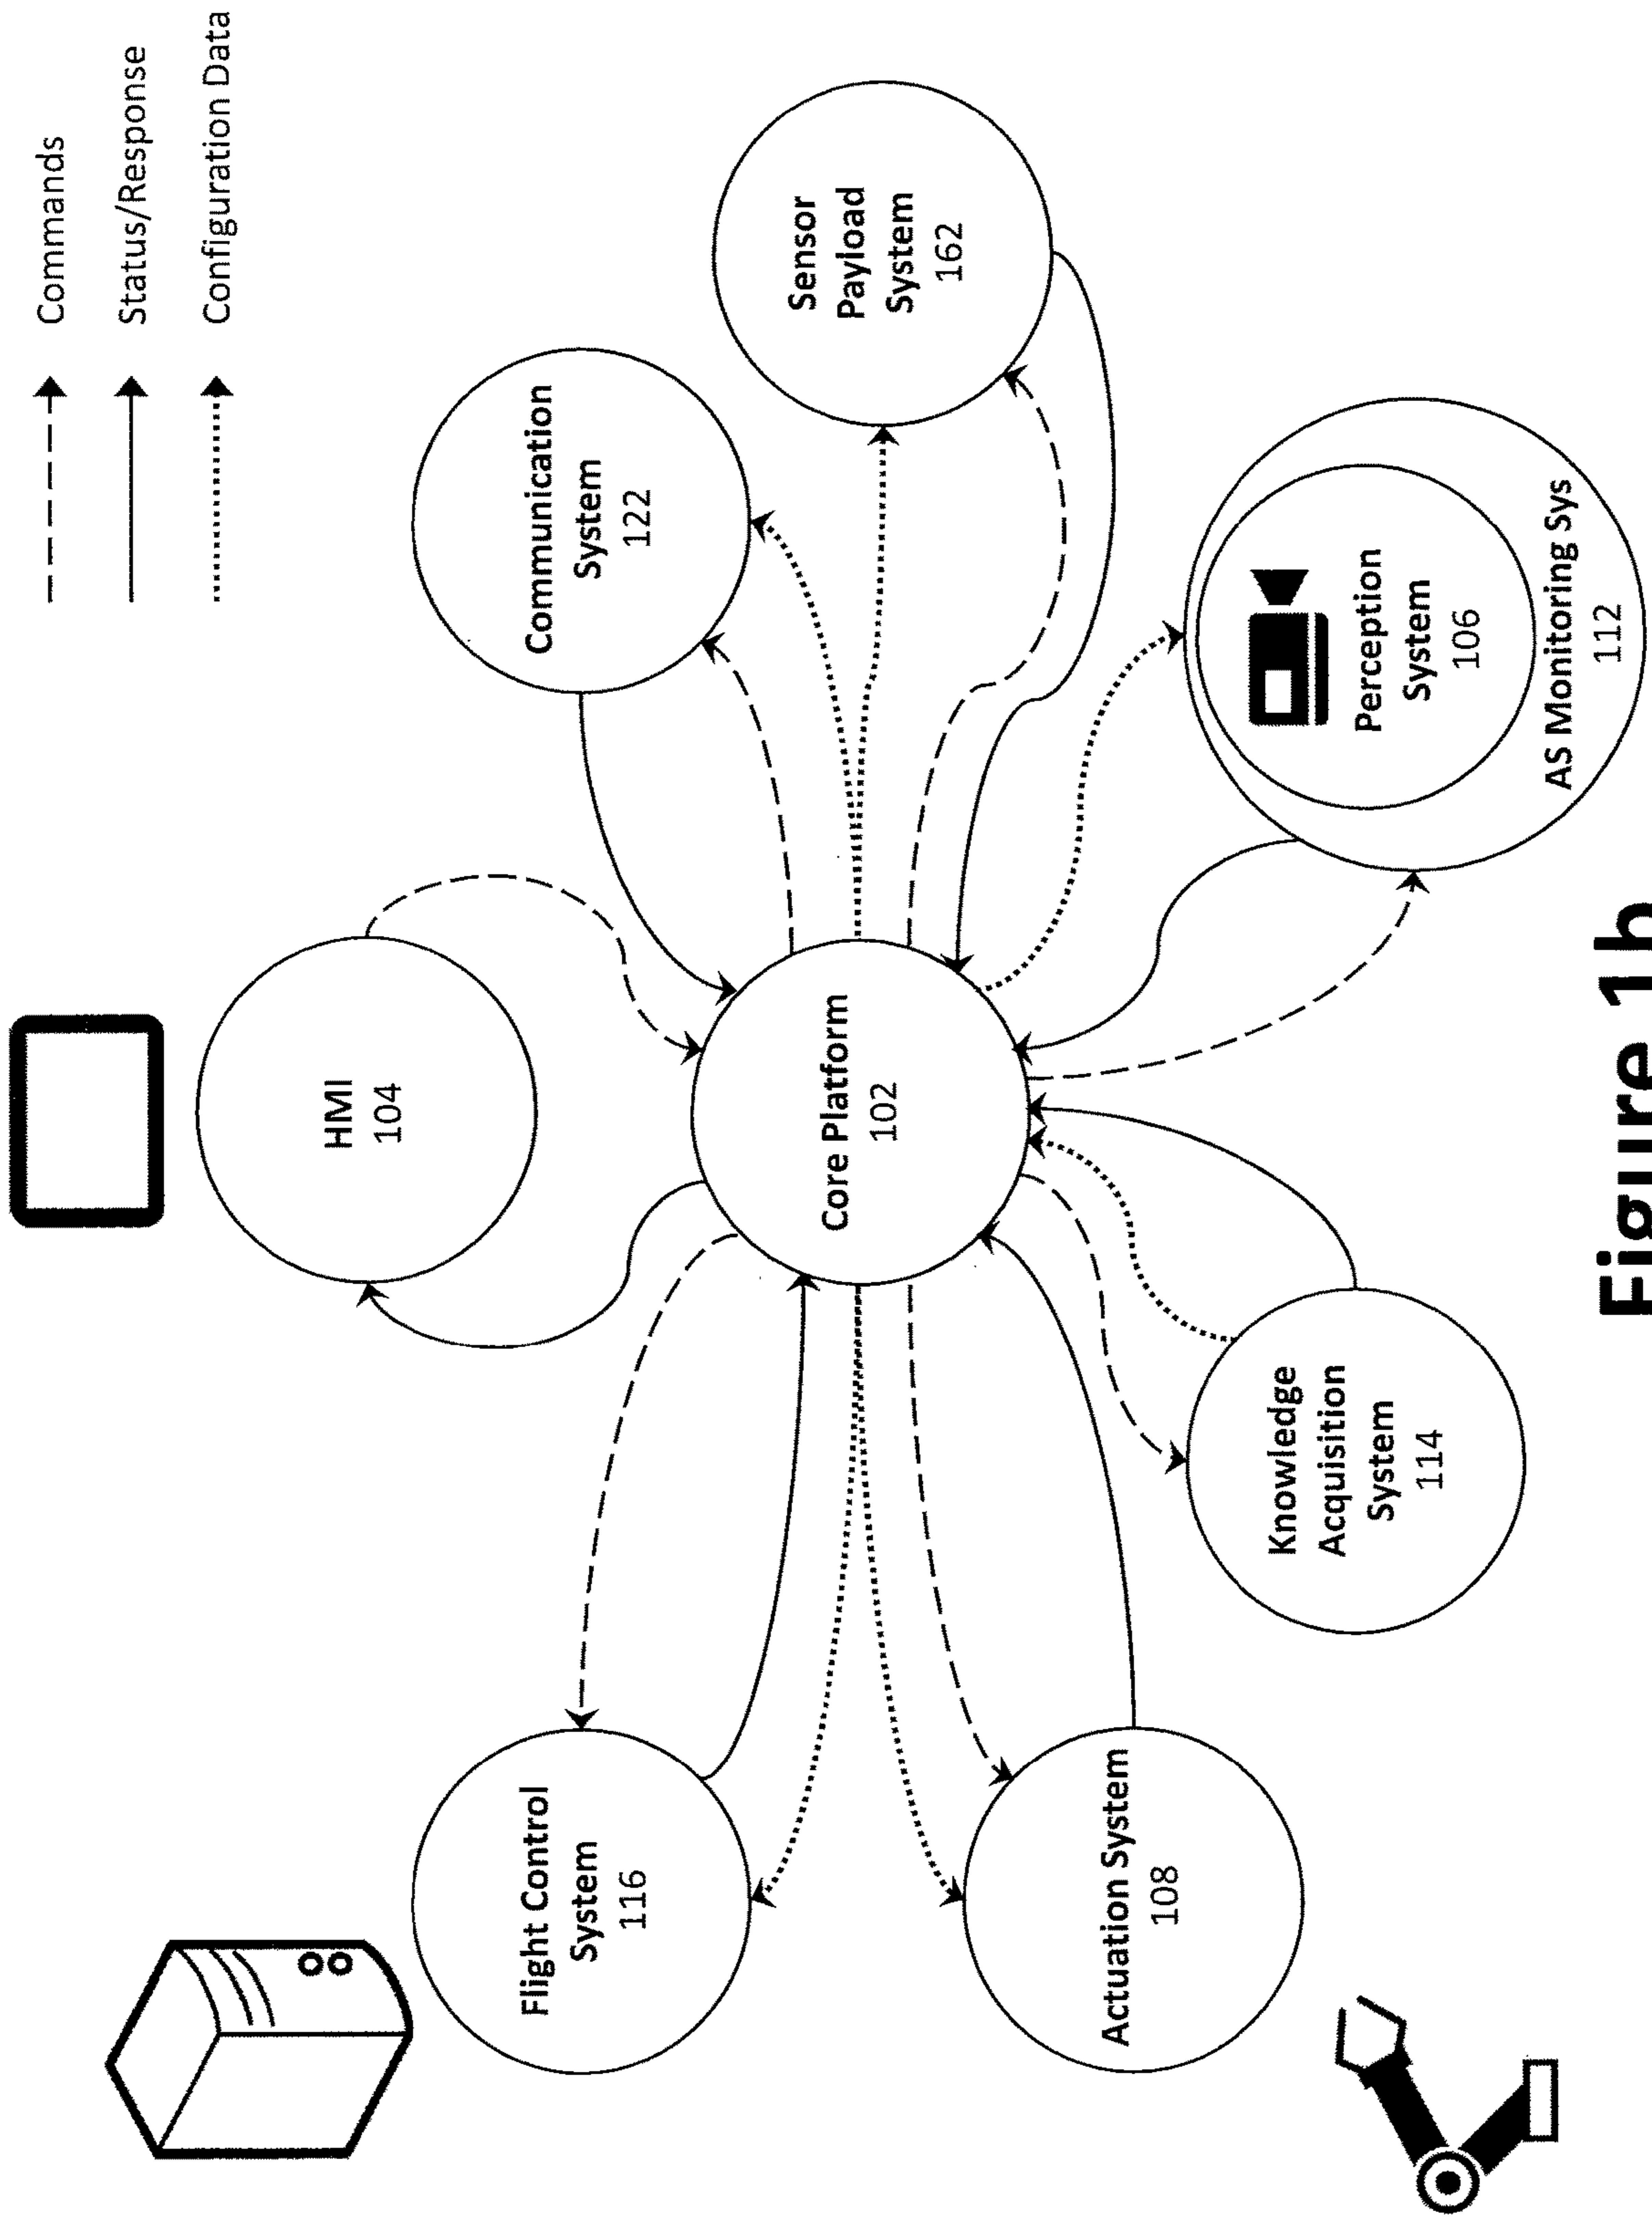 Commands
Status/Response
Configuration Data
HMI
104
Flight Control
System
116
Communication
System
122
Core Platform
102
Sensor
Payload
System
162
Actuation System
108
Knowledge
Acquisition
System
114
Perception
System
106
AS Monitoring Sys
112
Figure 1b